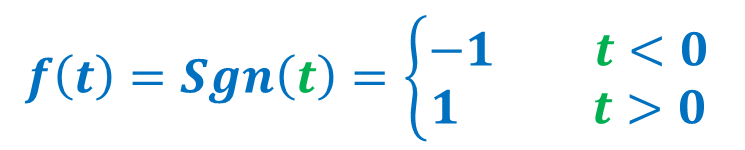 f(t) = Sgn(t) = { −1 t < 0
1 t > 0